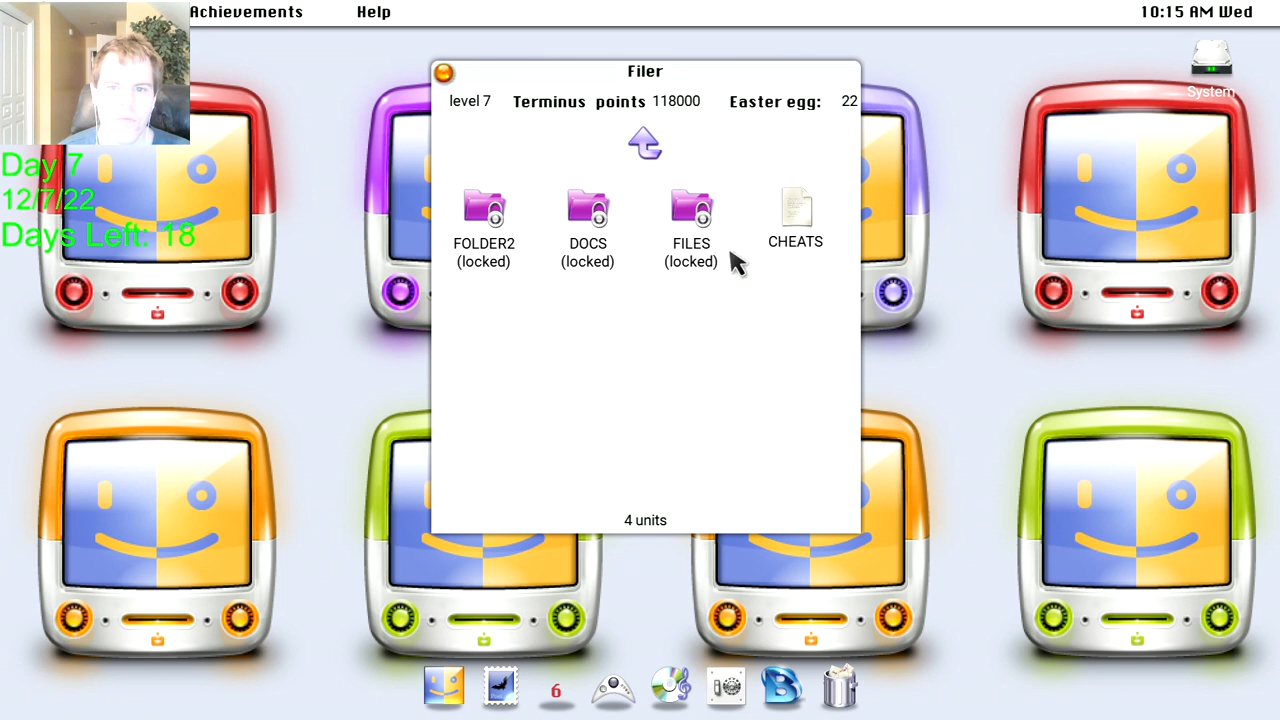 Achievements
Help
10:15 AM Wed
Filer
level 7 Terminus points 118000 Easter egg: 22
System
Day 7
12/7/22
Days Left: 18
FOLDER2
(locked)
DOCS
(locked)
FILES
(locked)
CHEATS
4 units
6